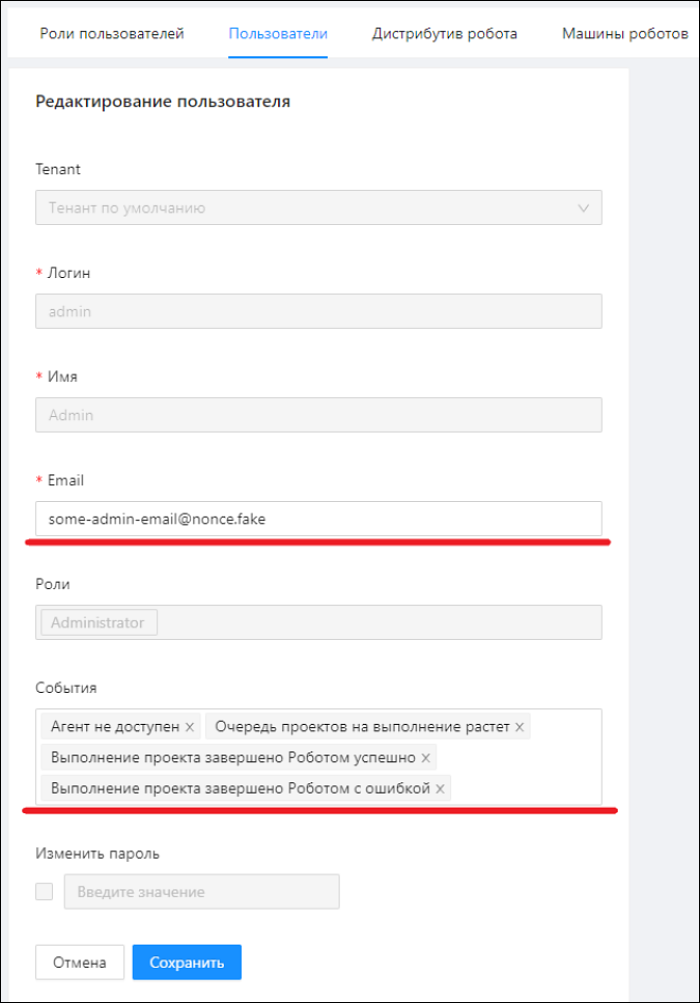 Роли пользователей Пользователи Дистрибутив робота Машины роботов
Редактирование пользователя
Tenant
Тенант по умолчанию
* Логин
admin
* Имя
Admin
* Email
some-admin-email@nonce.fake
Роли
Administrator
События
Агент не доступен × Очередь проектов на выполнение растет ×
Выполнение проекта завершено Роботом успешно ×
Выполнение проекта завершено Роботом с ошибкой ×
Изменить пароль
Введите значение
Отмена Сохранить